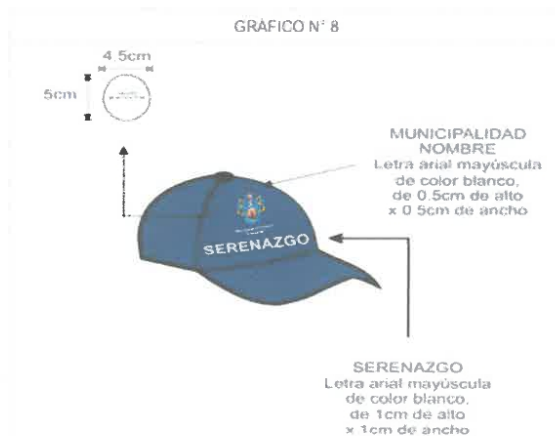 GRÁFICO N° 8
4.5cm
5cm
MUNICIPALIDAD
NOMBRE
Letra arial mayúscula
de color blanco,
de 0.5cm de alto
x 0 5cm de ancho
SERENAZGO
SERENAZGO
Letra arial mayúscula
de color blanco,
de 1cm de alto
x 1cm de ancho